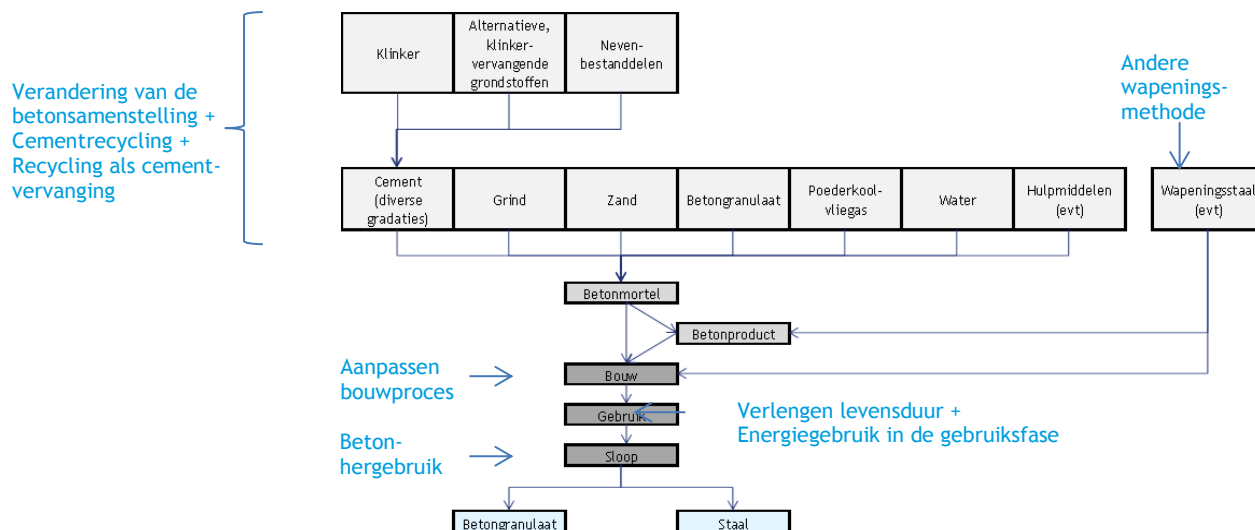 Klinker
Alternatieve,
klinker-
vervangende
grondstoffen
Neven-
bestanddelen
Verandering van de
betonsamenstelling +
Cementrecycling +
Recycling als cement-
vervanging
Andere
wapenings-
methode
Cement
(diverse
gradaties)
Grind
Zand
Betongranulaat
Poederkool-
vliegas
Water
Hulpmiddelen
(evt)
Wapeningsstaal
(evt)
Betonmortel
Betonproduct
Aanpassen
bouwproces
Bouw
Gebruik
Verlengen levensduur +
Energiegebruik in de gebruiksfase
Beton-
hergebruik
Sloop
Betongranulaat
Staal